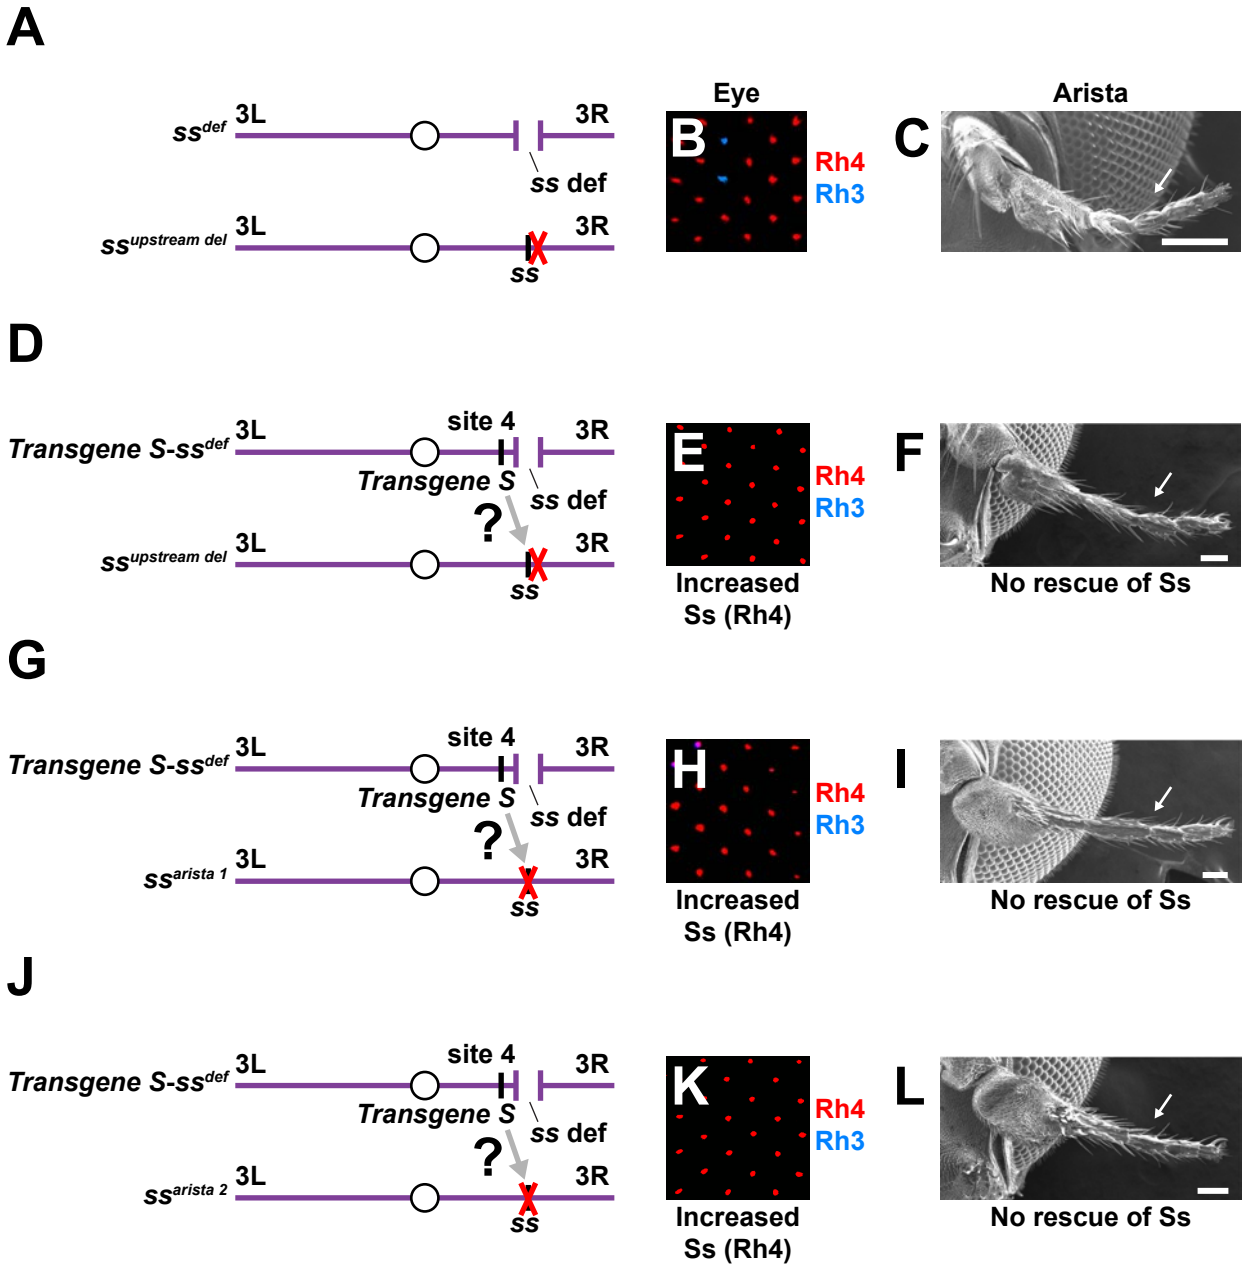 A
Eye
Arista
3L
3R
ss^def
ss def
B
Rh4
Rh3
C
3L
3R
ss^upstream del
ss
D
site 4
3L
3R
Transgene S-ss^def
Transgene S
ss def
?
3L
3R
ss^upstream del
ss
E
Rh4
Rh3
Increased
Ss (Rh4)
F
No rescue of Ss
G
site 4
3L
3R
Transgene S-ss^def
Transgene S
ss def
?
3L
3R
ss^arista 1
ss
H
Rh4
Rh3
Increased
Ss (Rh4)
I
No rescue of Ss
J
site 4
3L
3R
Transgene S-ss^def
Transgene S
ss def
?
3L
3R
ss^arista 2
ss
K
Rh4
Rh3
Increased
Ss (Rh4)
L
No rescue of Ss